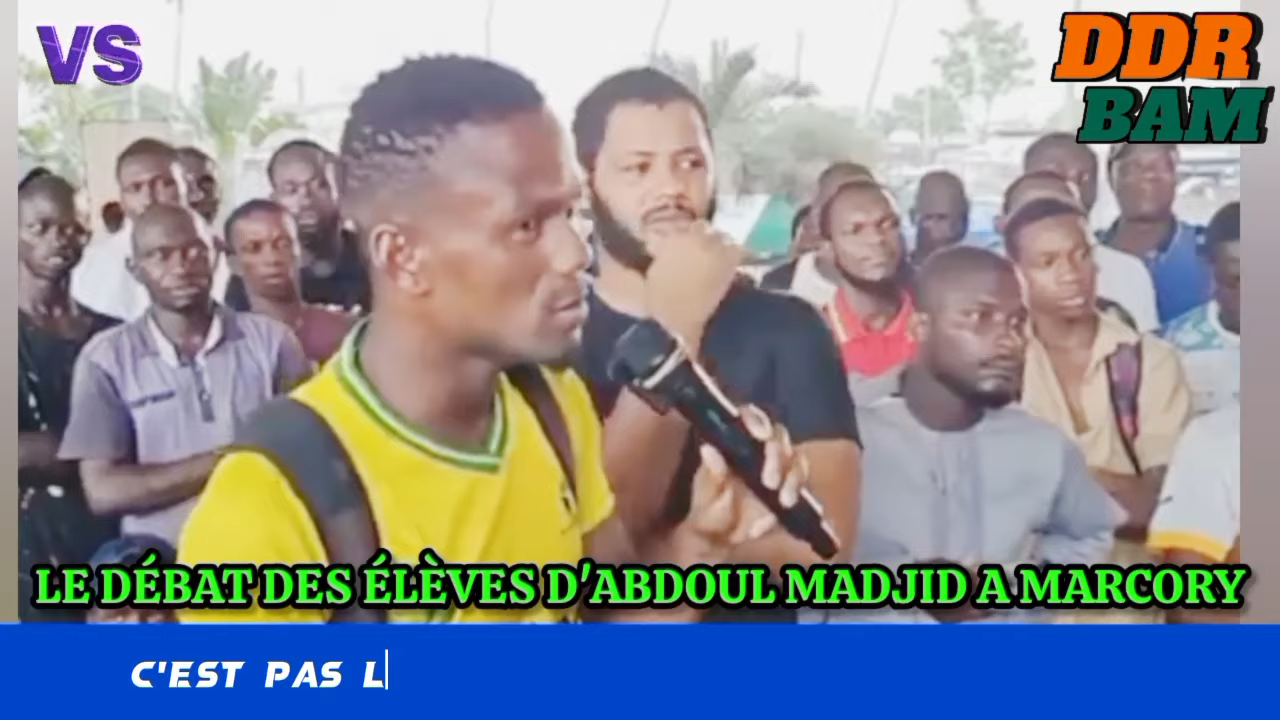 VS
DDR
BAM
LE DÉBAT DES ÉLÈVES D'ABDOUL MADJID A MARCORY
C'EST PAS L